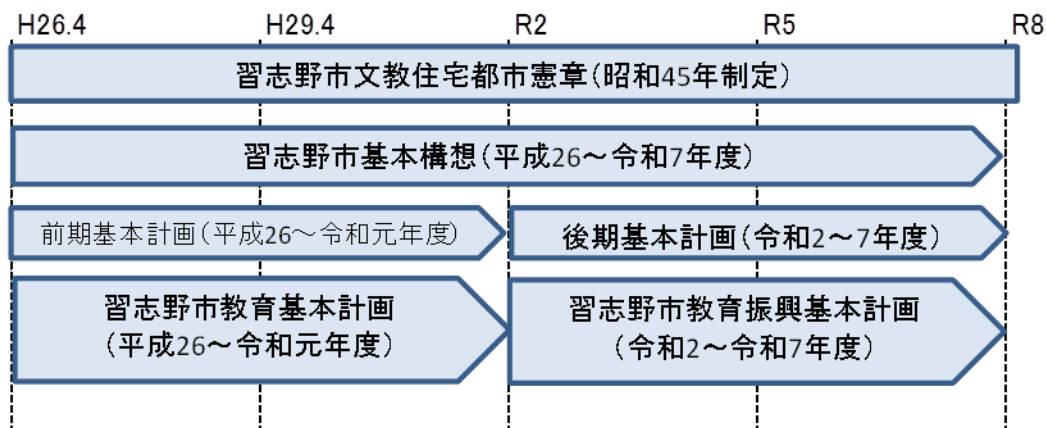 H26.4 H29.4 R2 R5 R8
習志野市文教住宅都市憲章(昭和45年制定)
習志野市基本構想(平成26～令和7年度)
前期基本計画(平成26～令和元年度) 後期基本計画(令和2～7年度)
習志野市教育基本計画
(平成26～令和元年度)
習志野市教育振興基本計画
(令和2～令和7年度)